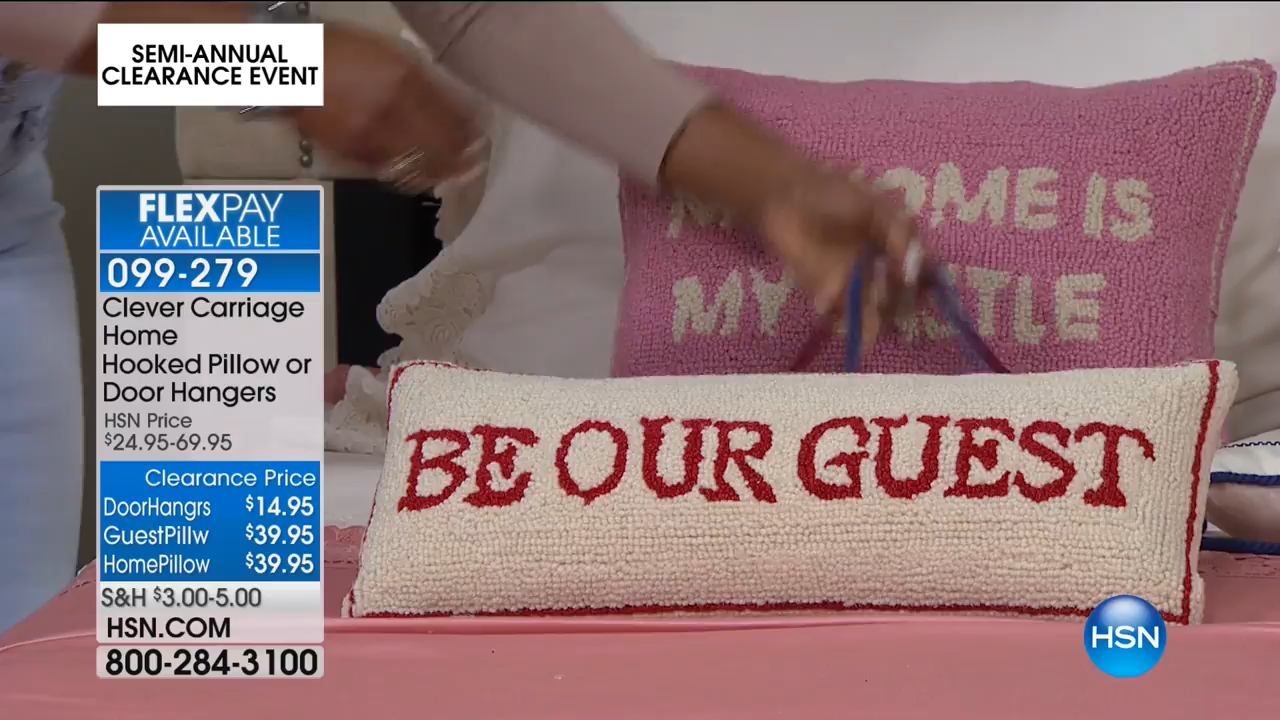 SEMI-ANNUAL
CLEARANCE EVENT
FLEXPAY
AVAILABLE
099-279
Clever Carriage
Home
Hooked Pillow or
Door Hangers
HSN Price
$24.95-69.95
Clearance Price
DoorHangrs $14.95
GuestPillw $39.95
HomePillow $39.95
S&H $3.00-5.00
HSN.COM
800-284-3100
HOME IS
MY
BE OUR GUEST
HSN